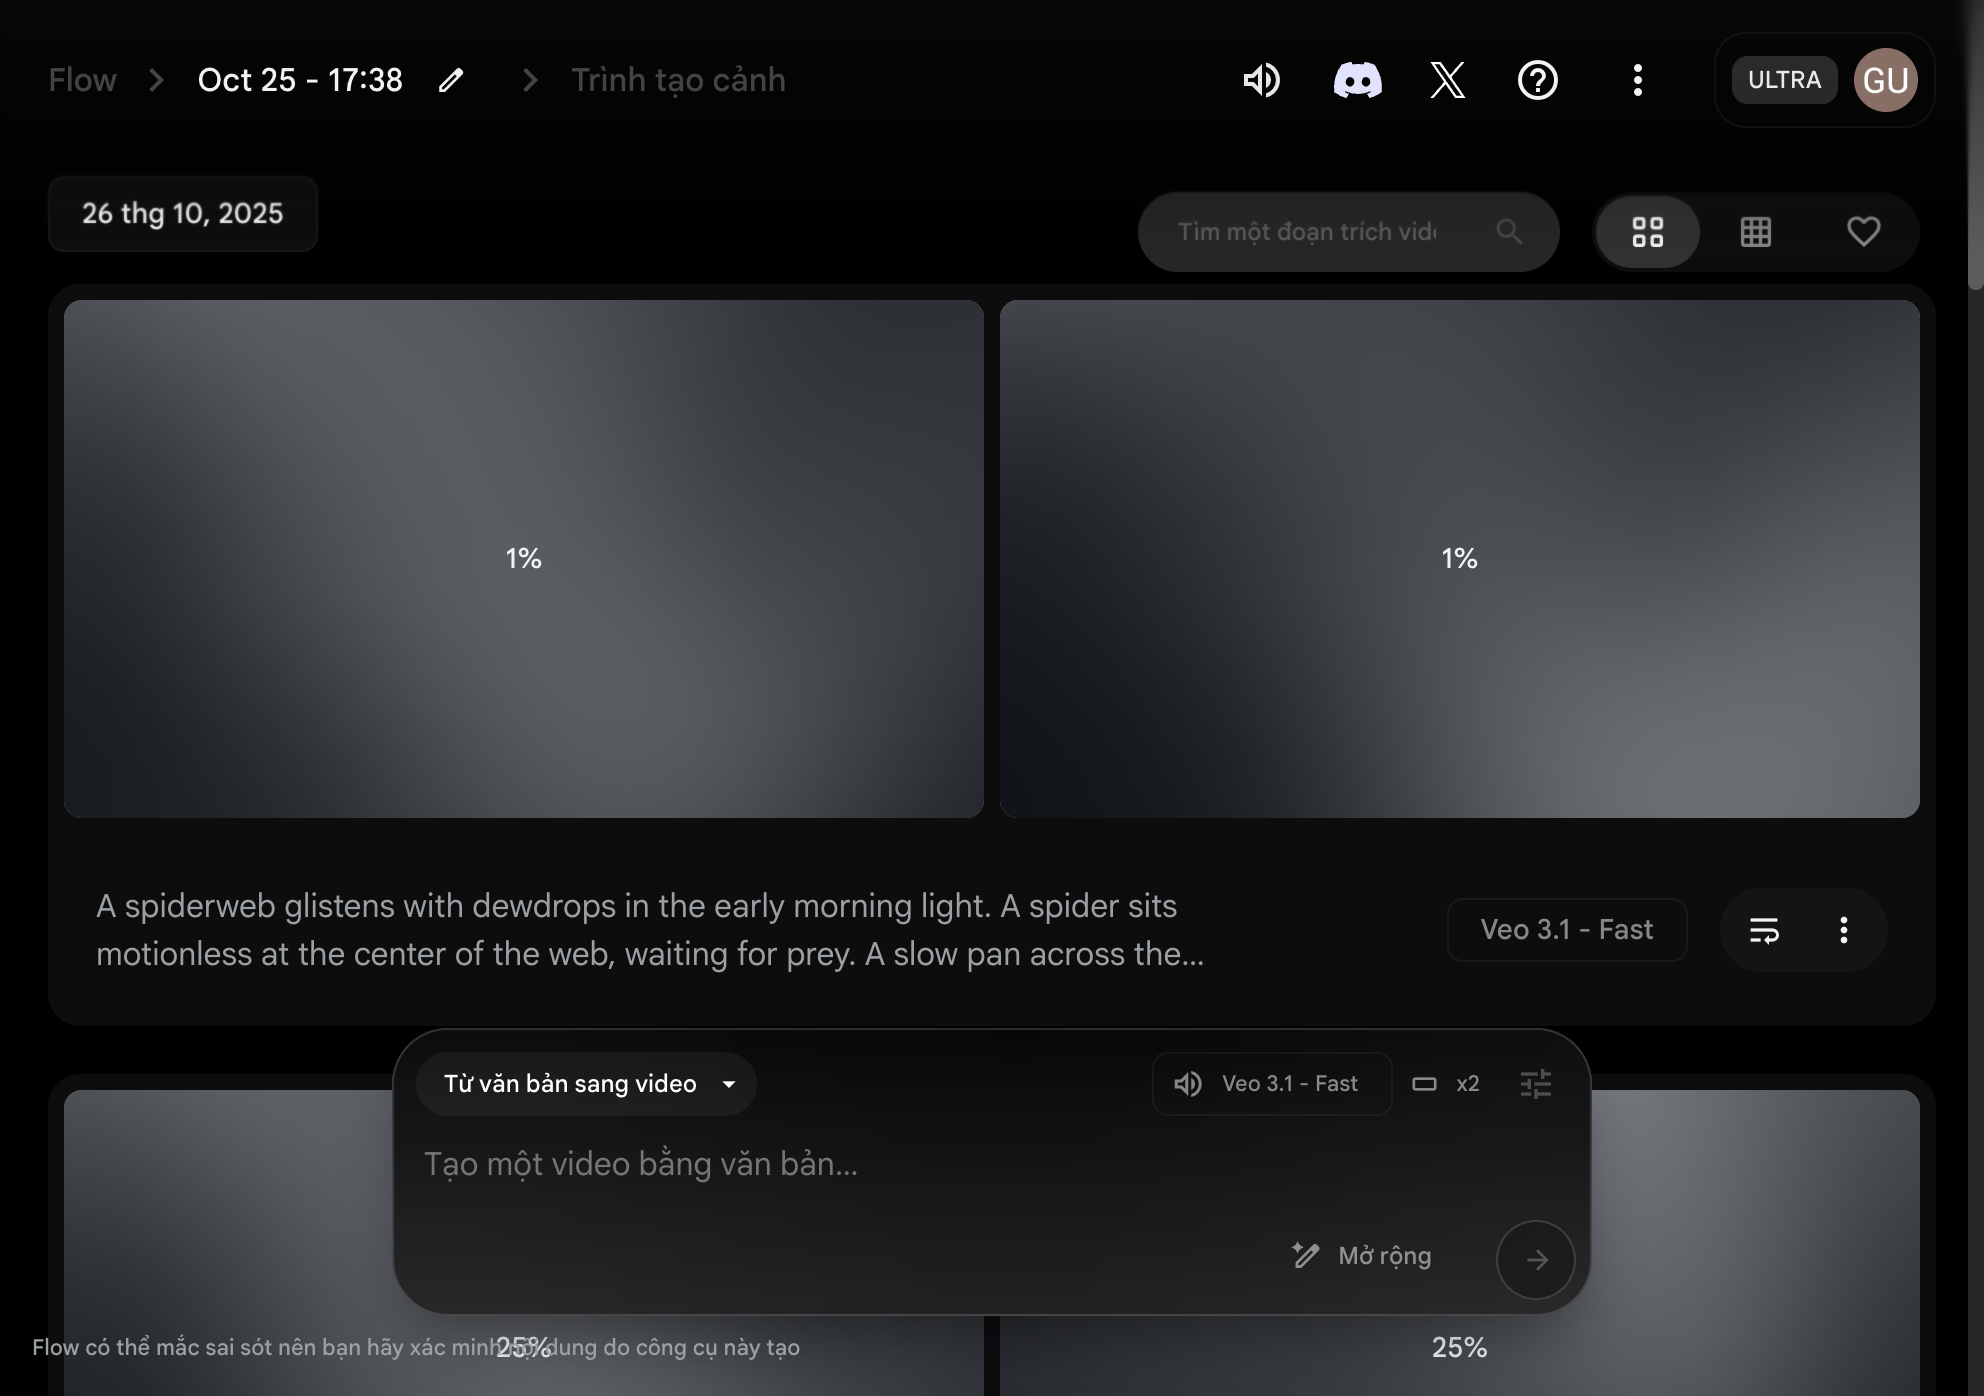 Flow
Oct 25 - 17:38
Trình tạo cảnh
ULTRA
GU
26 thg 10, 2025
Tìm một đoạn trích vide
1%
1%
A spiderweb glistens with dewdrops in the early morning light. A spider sits
motionless at the center of the web, waiting for prey. A slow pan across the...
Veo 3.1 - Fast
Từ văn bản sang video
Veo 3.1 - Fast
x2
Tạo một video bằng văn bản...
Mở rộng
Flow có thể mắc sai sót nên bạn hãy xác minh nội dung do công cụ này tạo
25%
25%